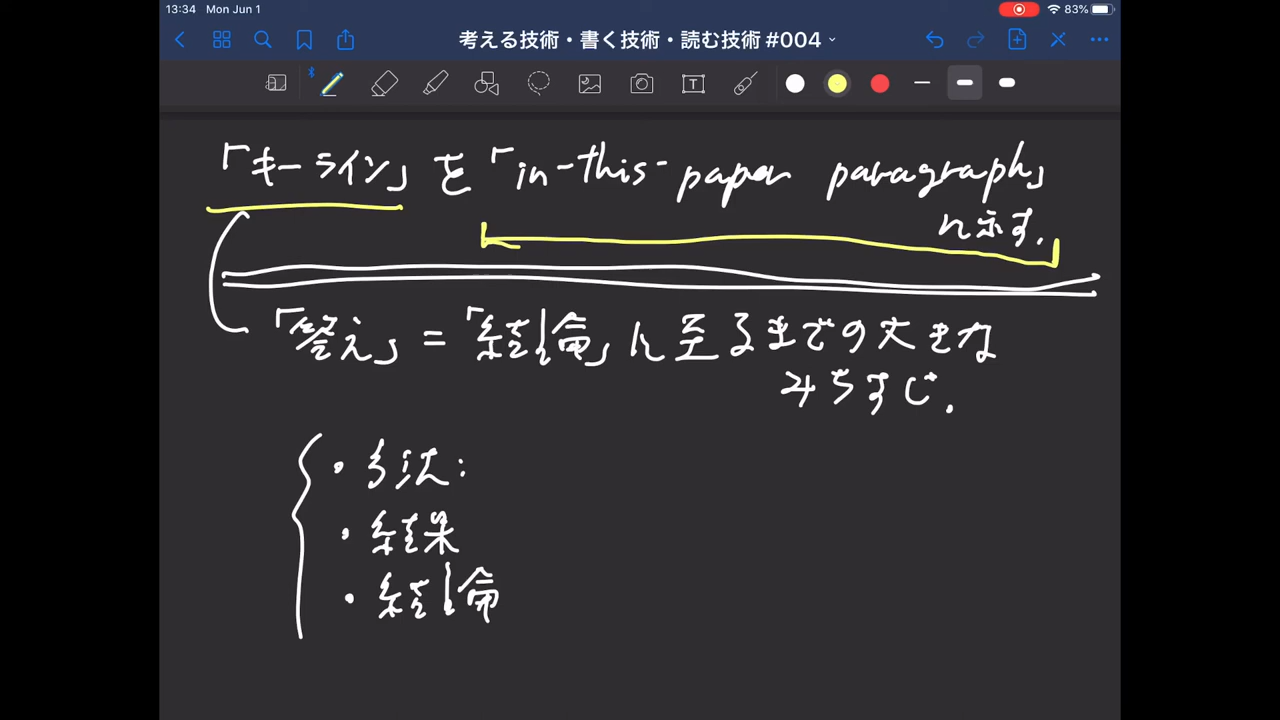 13:34 Mon Jun 1
83%
考える技術・書く技術・読む技術 #004
「キーライン」を「in-this-paper paragraph」
に示す.
「答え」=「結論」に至るまでの大きな
みちすじ.
・方法:
・結果
・結論